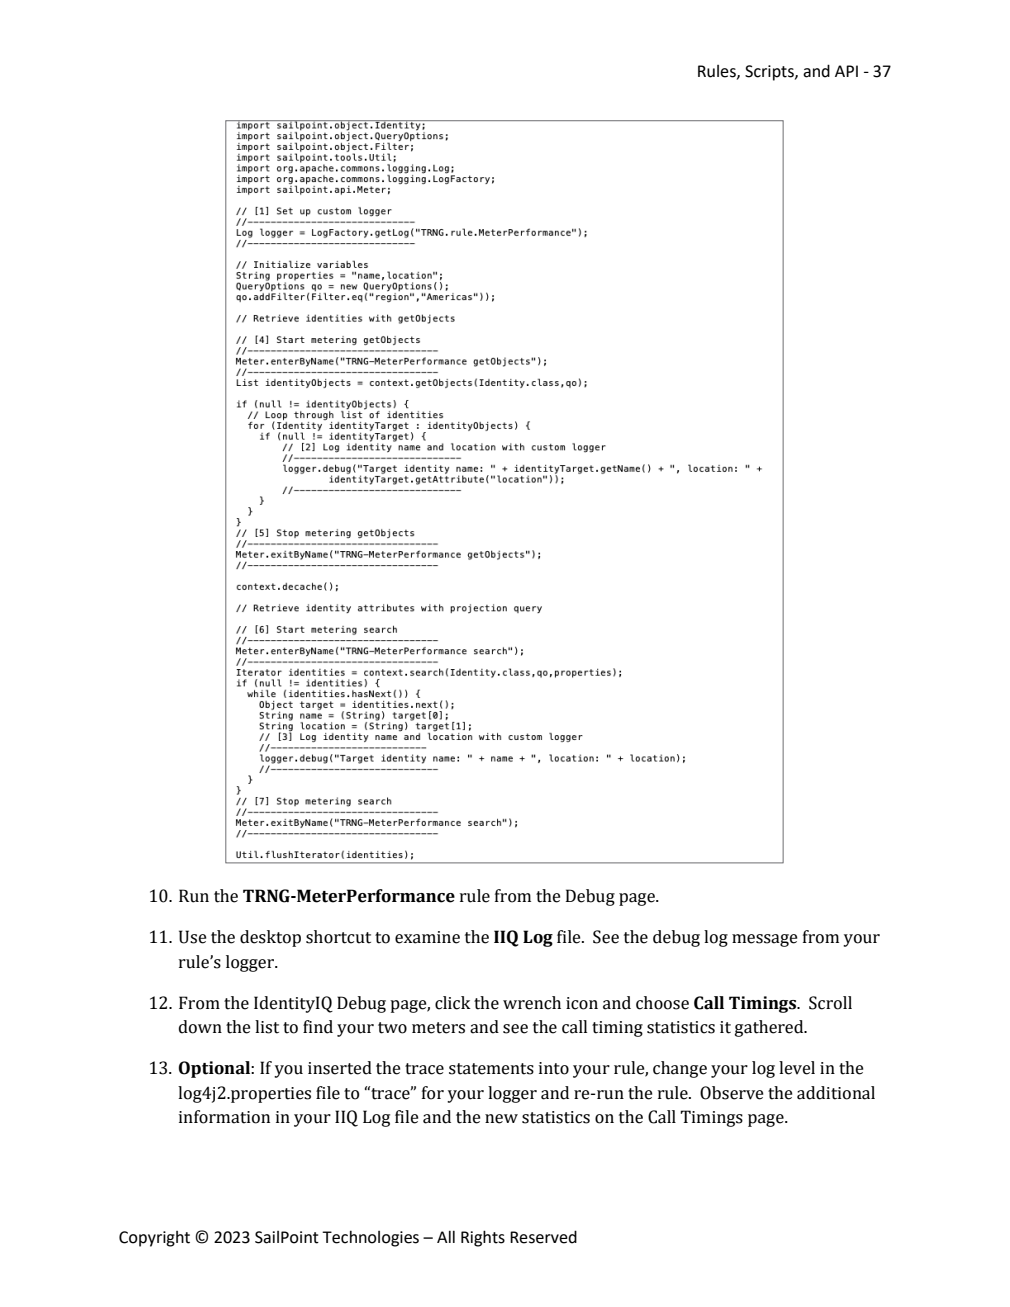 Rules, Scripts, and API - 37
import sailpoint.object.Identity;
import sailpoint.object.QueryOptions;
import sailpoint.object.Filter;
import sailpoint.tools.Util;
import org.apache.commons.logging.Log;
import org.apache.commons.logging.LogFactory;
import sailpoint.api.Meter;
// [1] Set up custom logger
//-----------------------------
Log logger = LogFactory.getLog("TRNG.rule.MeterPerformance");
//-----------------------------
// Initialize variables
String properties = "name,location";
QueryOptions qo = new QueryOptions();
qo.addFilter(Filter.eq("region","Americas"));
// Retrieve identities with getObjects
// [4] Start metering getObjects
//---------------------------------
Meter.enterByName("TRNG-MeterPerformance getObjects");
//---------------------------------
List identityObjects = context.getObjects(Identity.class,qo);
if (null != identityObjects) {
  // Loop through list of identities
  for (Identity identityTarget : identityObjects) {
    if (null != identityTarget) {
        // [2] Log identity name and location with custom logger
        //-----------------------------
        logger.debug("Target identity name: " + identityTarget.getName() + ", location: " +
                identityTarget.getAttribute("location"));
        //-----------------------------
    }
  }
}
// [5] Stop metering getObjects
//---------------------------------
Meter.exitByName("TRNG-MeterPerformance getObjects");
//---------------------------------
context.decache();
// Retrieve identity attributes with projection query
// [6] Start metering search
//---------------------------------
Meter.enterByName("TRNG-MeterPerformance search");
//---------------------------------
Iterator identities = context.search(Identity.class,qo,properties);
if (null != identities) {
  while (identities.hasNext()) {
    Object target = identities.next();
    String name = (String) target[0];
    String location = (String) target[1];
    // [3] Log identity name and location with custom logger
    //---------------------------
    logger.debug("Target identity name: " + name + ", location: " + location);
    //-----------------------------
  }
}
// [7] Stop metering search
//---------------------------------
Meter.exitByName("TRNG-MeterPerformance search");
//---------------------------------
Util.flushIterator(identities);
10. Run the TRNG-MeterPerformance rule from the Debug page.
11. Use the desktop shortcut to examine the IIQ Log file.  See the debug log message from your
rule’s logger.
12. From the IdentityIQ Debug page, click the wrench icon and choose Call Timings.  Scroll
down the list to find your two meters and see the call timing statistics it gathered.
13. Optional: If you inserted the trace statements into your rule, change your log level in the
log4j2.properties file to “trace” for your logger and re-run the rule.  Observe the additional
information in your IIQ Log file and the new statistics on the Call Timings page.
Copyright © 2023 SailPoint Technologies – All Rights Reserved